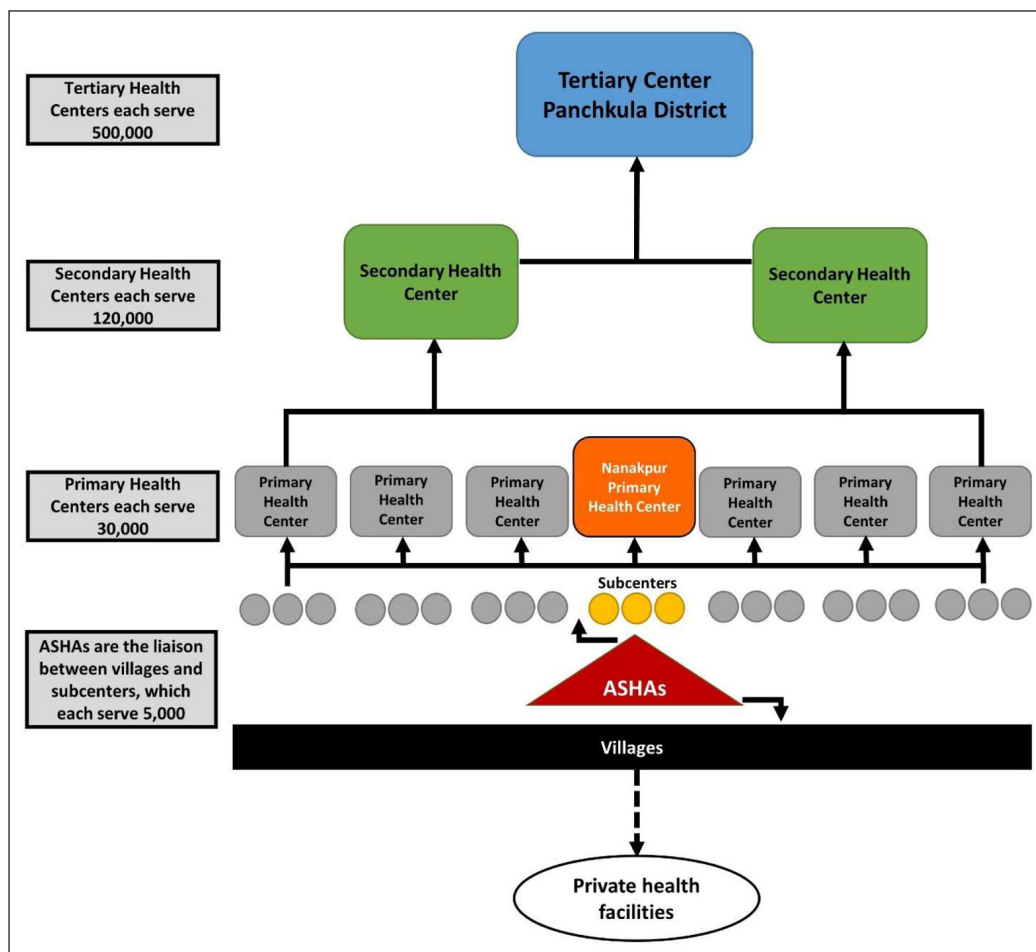 Tertiary Health
Centers each serve
500,000
Tertiary Center
Panchkula District
Secondary Health
Centers each serve
120,000
Secondary Health
Center
Secondary Health
Center
Primary Health
Centers each serve
30,000
Primary
Health
Center
Primary
Health
Center
Primary
Health
Center
Nanakpur
Primary
Health Center
Primary
Health
Center
Primary
Health
Center
Primary
Health
Center
Subcenters
ASHAs are the liaison
between villages and
subcenters, which
each serve 5,000
ASHAs
Villages
Private health
facilities